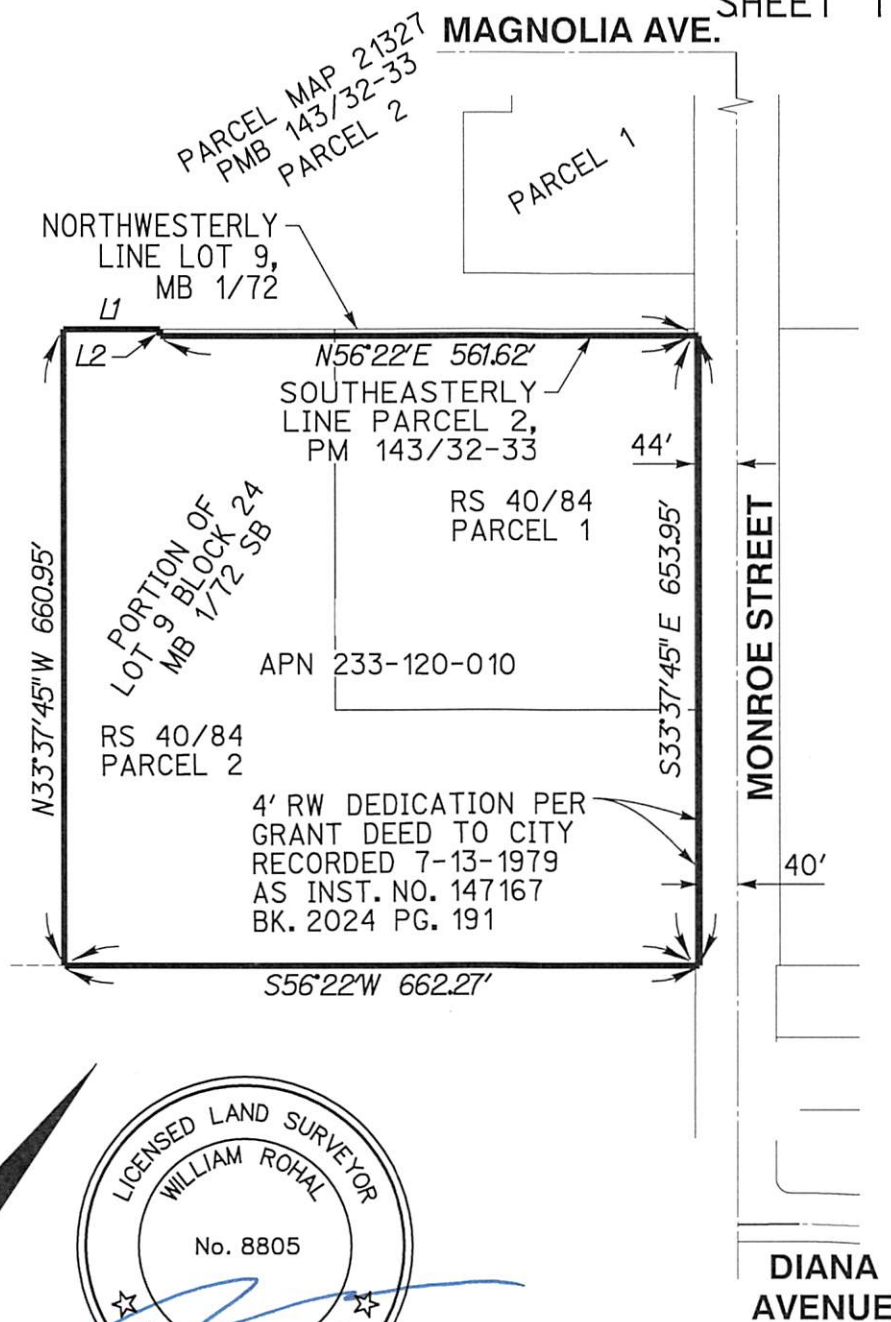 SHEET 1
MAGNOLIA AVE.
PARCEL MAP 21327
PMB 143/32-33
PARCEL 2
PARCEL 1
NORTHWESTERLY
LINE LOT 9,
MB 1/72
L1
L2
N56°22'E 561.62'
SOUTHEASTERLY
LINE PARCEL 2,
PM 143/32-33
44'
RS 40/84
PARCEL 1
PORTION OF
LOT 9 BLOCK 24
MB 1/72 SB
N33°37'45"W 660.95'
S33°37'45"E 653.95'
MONROE STREET
APN 233-120-010
RS 40/84
PARCEL 2
4' RW DEDICATION PER
GRANT DEED TO CITY
RECORDED 7-13-1979
AS INST. NO. 147167
BK. 2024 PG. 191
40'
S56°22'W 662.27'
LICENSED LAND SURVEYOR
WILLIAM ROHAL
No. 8805
DIANA
AVENUE